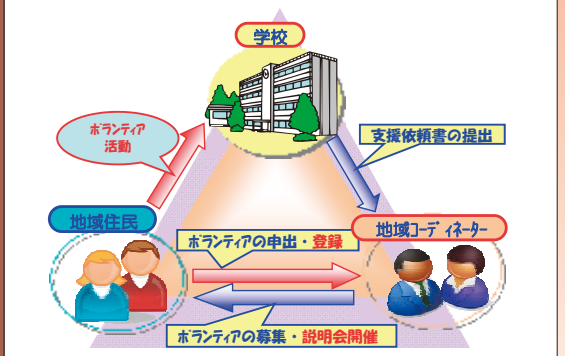 学校
ボランティア
活動
支援依頼書の提出
地域住民
地域コーディネーター
ボランティアの申出・登録
ボランティアの募集・説明会開催